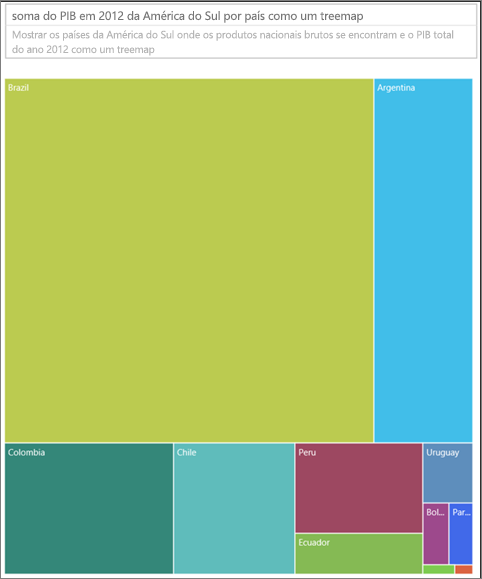 soma do PIB em 2012 da América do Sul por país como um treemap
Mostrar os países da América do Sul onde os produtos nacionais brutos se encontram e o PIB total
do ano 2012 como um treemap
Brazil
Argentina
Colombia
Chile
Peru
Uruguay
Bol...
Par...
Ecuador